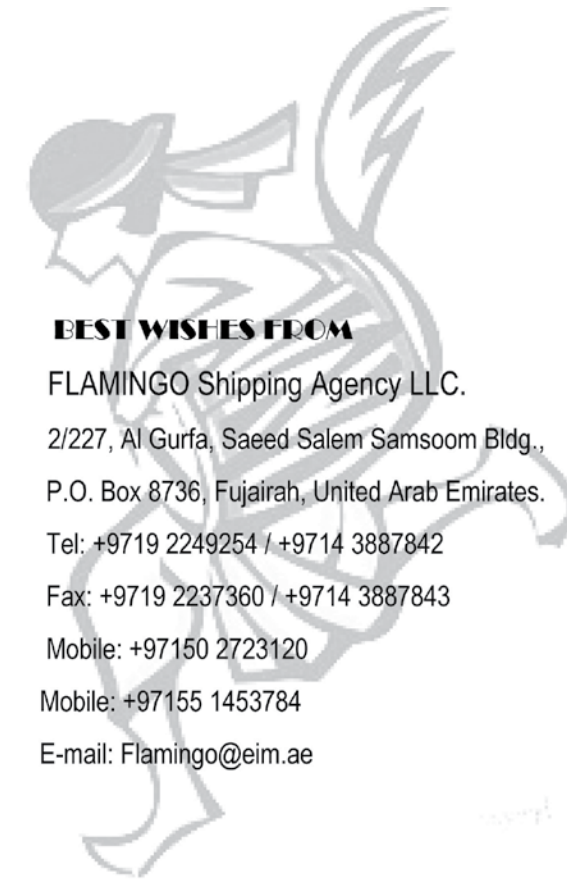 BEST WISHES FROM
FLAMINGO Shipping Agency LLC.
2/227, Al Gurfa, Saeed Salem Samsoom Bldg.,
P.O. Box 8736, Fujairah, United Arab Emirates.
Tel: +9719 2249254 / +9714 3887842
Fax: +9719 2237360 / +9714 3887843
Mobile: +97150 2723120
Mobile: +97155 1453784
E-mail: Flamingo@eim.ae